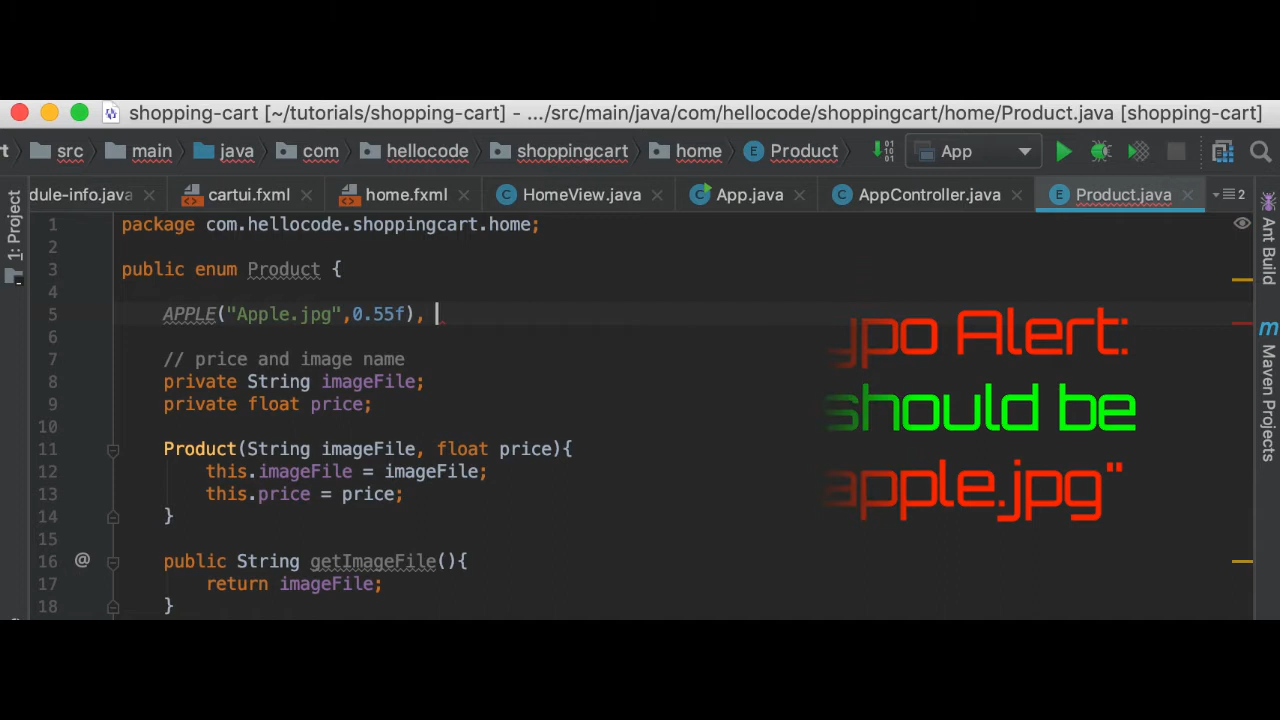 shopping-cart [~/tutorials/shopping-cart] - .../src/main/java/com/hellocode/shoppingcart/home/Product.java [shopping-cart]
src main java com hellocode shoppingcart home Product App
dule-info.java cartui.fxml home.fxml HomeView.java App.java AppController.java Product.java 2
1: Project
Ant Build
Maven Projects
1 package com.hellocode.shoppingcart.home;
2
3 public enum Product {
4
5 APPLE("Apple.jpg",0.55f),
6
7 // price and image name
8 private String imageFile;
9 private float price;
10
11 Product(String imageFile, float price){
12 this.imageFile = imageFile;
13 this.price = price;
14 }
15
16 @ public String getImageFile(){
17 return imageFile;
18 }
ypo Alert:
should be
apple.jpg"